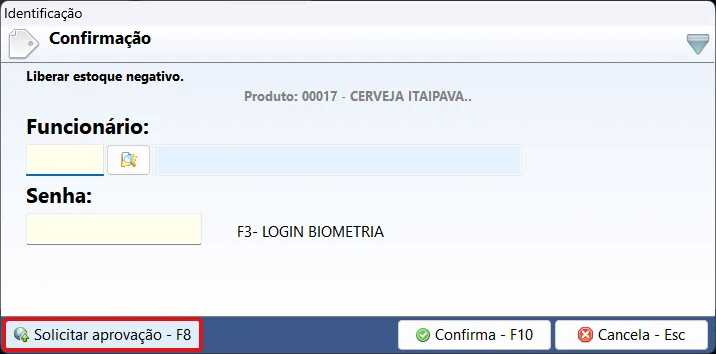 Identificação
Confirmação
Liberar estoque negativo.
Produto: 00017 - CERVEJA ITAIPAVA..
Funcionário:
Senha:
F3- LOGIN BIOMETRIA
Solicitar aprovação - F8
Confirma - F10
Cancela - Esc